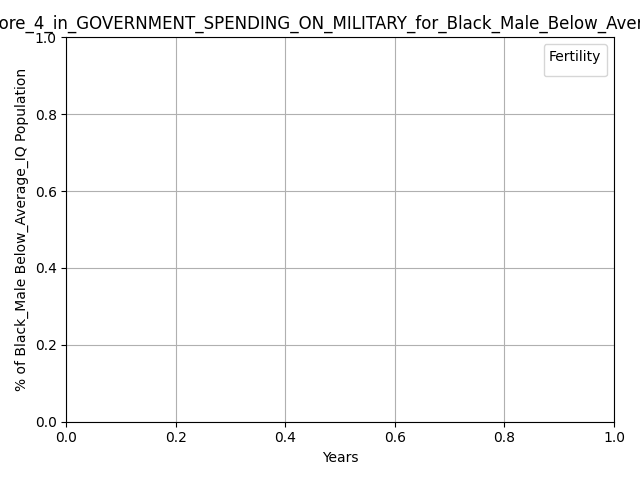 ore_4_in_GOVERNMENT_SPENDING_ON_MILITARY_for_Black_Male_Below_Aver
Fertility
% of Black_Male Below_Average_IQ Population
1.0
0.8
0.6
0.4
0.2
0.0
0.0 0.2 0.4 0.6 0.8 1.0
Years